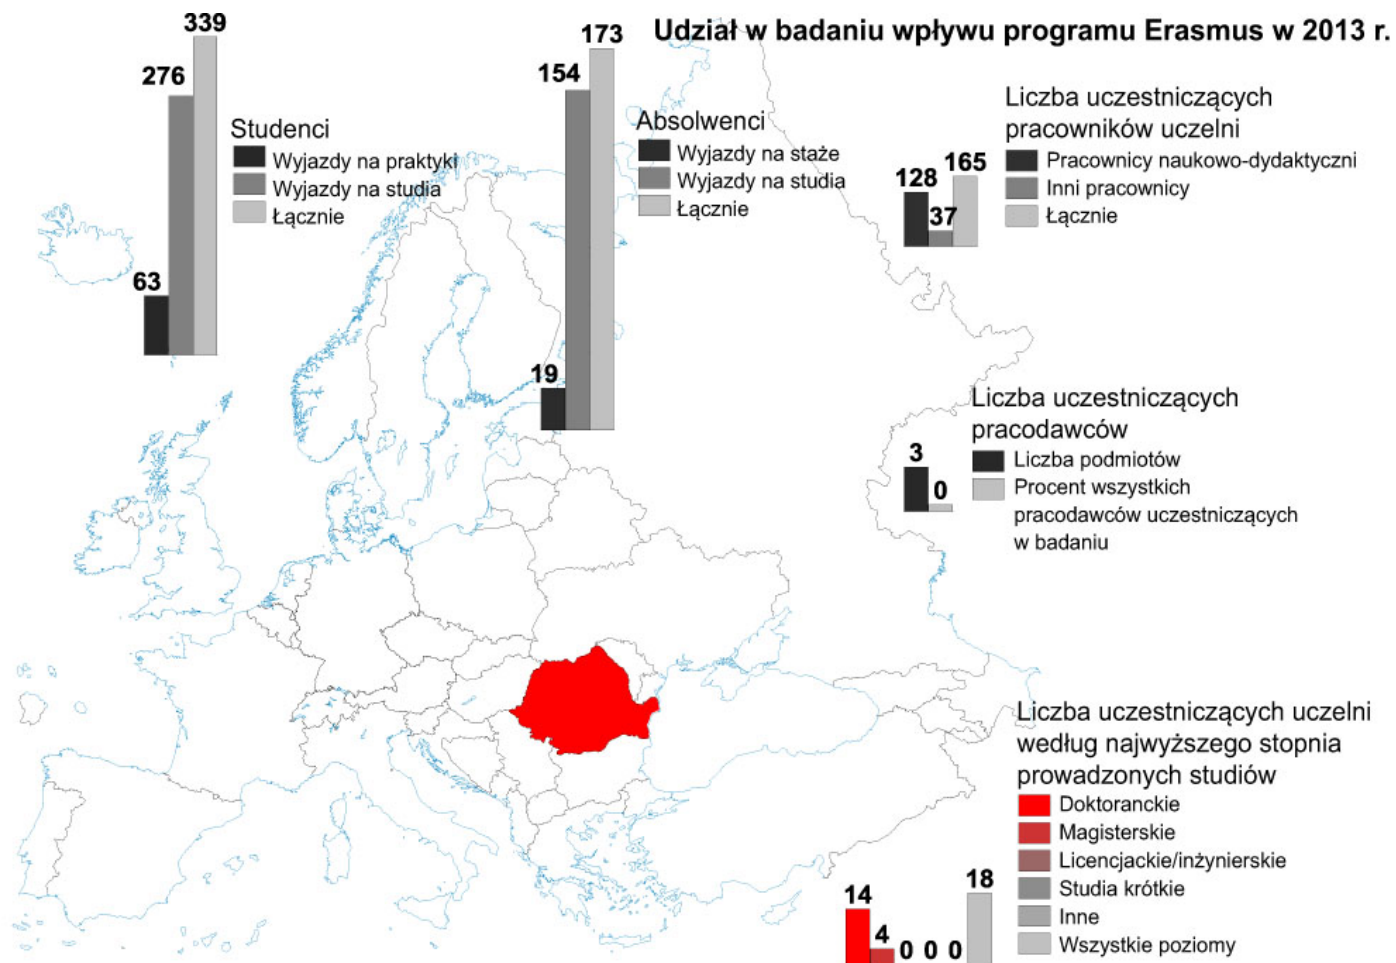 Udział w badaniu wpływu programu Erasmus w 2013 r.
339
276
63
Studenci
Wyjazdy na praktyki
Wyjazdy na studia
Łącznie
173
154
19
Absolwenci
Wyjazdy na staże
Wyjazdy na studia
Łącznie
Liczba uczestniczących
pracowników uczelni
Pracownicy naukowo-dydaktyczni
Inni pracownicy
Łącznie
128
37
165
Liczba uczestniczących
pracodawców
Liczba podmiotów
Procent wszystkich
pracodawców uczestniczących
w badaniu
3
0
Liczba uczestniczących uczelni
według najwyższego stopnia
prowadzonych studiów
Doktoranckie
Magisterskie
Licencjackie/inżynierskie
Studia krótkie
Inne
Wszystkie poziomy
14
4
0 0 0
18